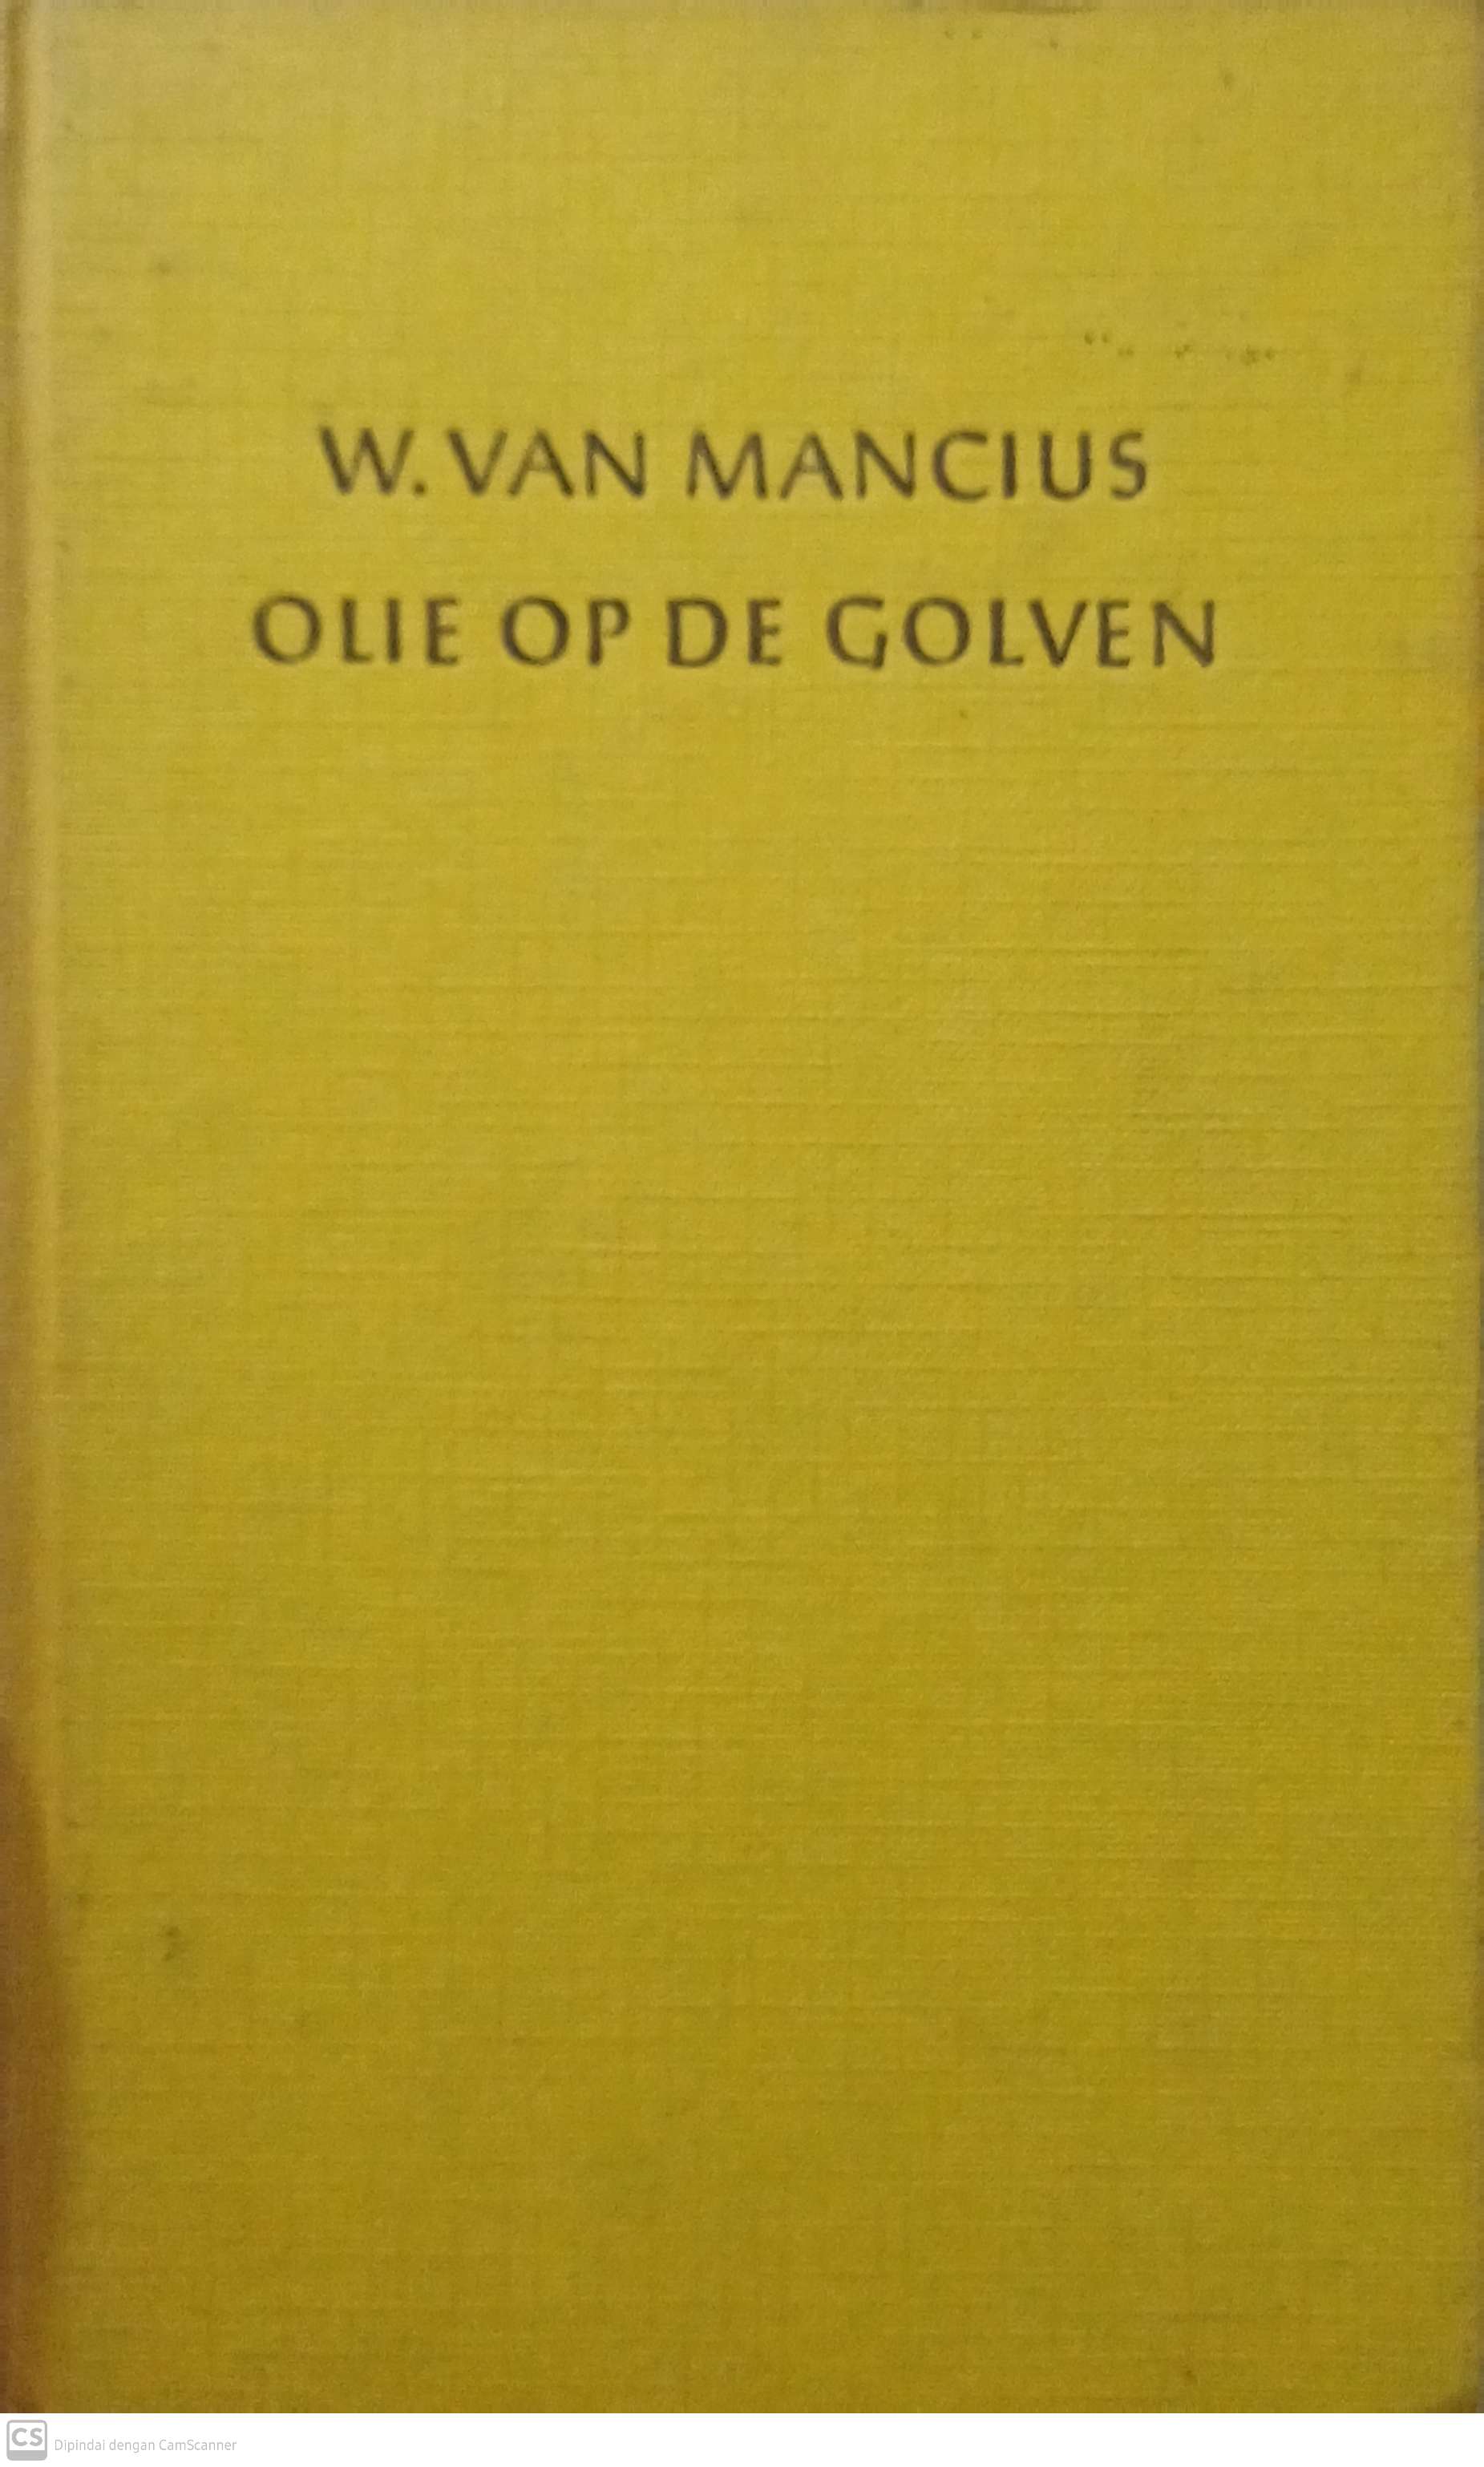 W. VAN MANCIUS
OLIE OP DE GOLVEN
CS Dipindai dengan CamScanner